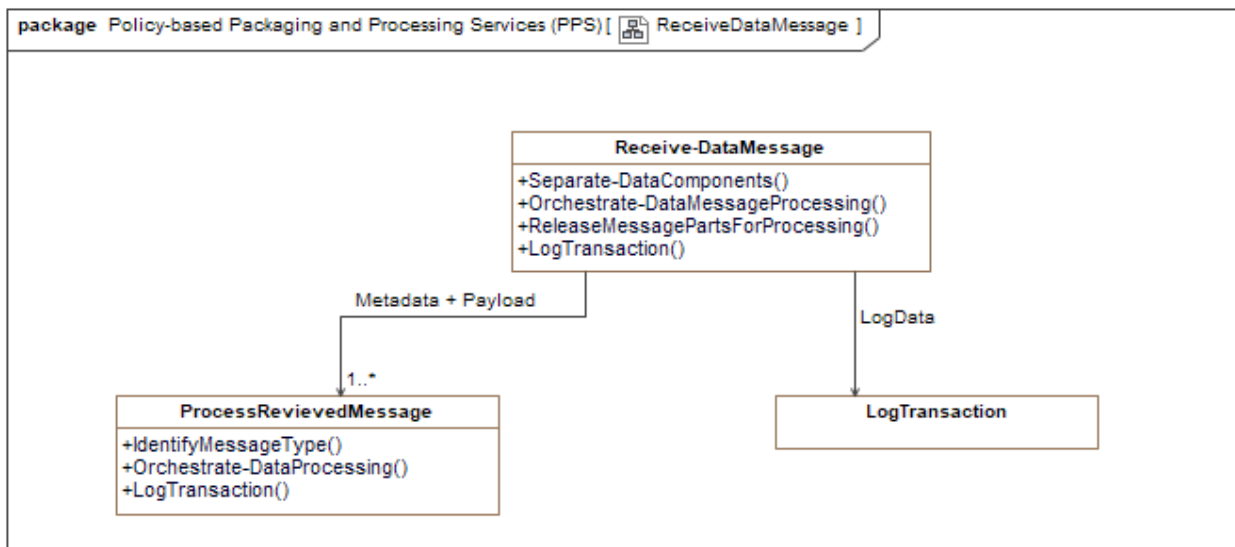 package Policy-based Packaging and Processing Services (PPS)[ ReceiveDataMessage ]
Receive-DataMessage
+Separate-DataComponents()
+Orchestrate-DataMessageProcessing()
+ReleaseMessagePartsForProcessing()
+LogTransaction()
Metadata + Payload
LogData
1..*
ProcessRevievedMessage
+IdentifyMessageType()
+Orchestrate-DataProcessing()
+LogTransaction()
LogTransaction